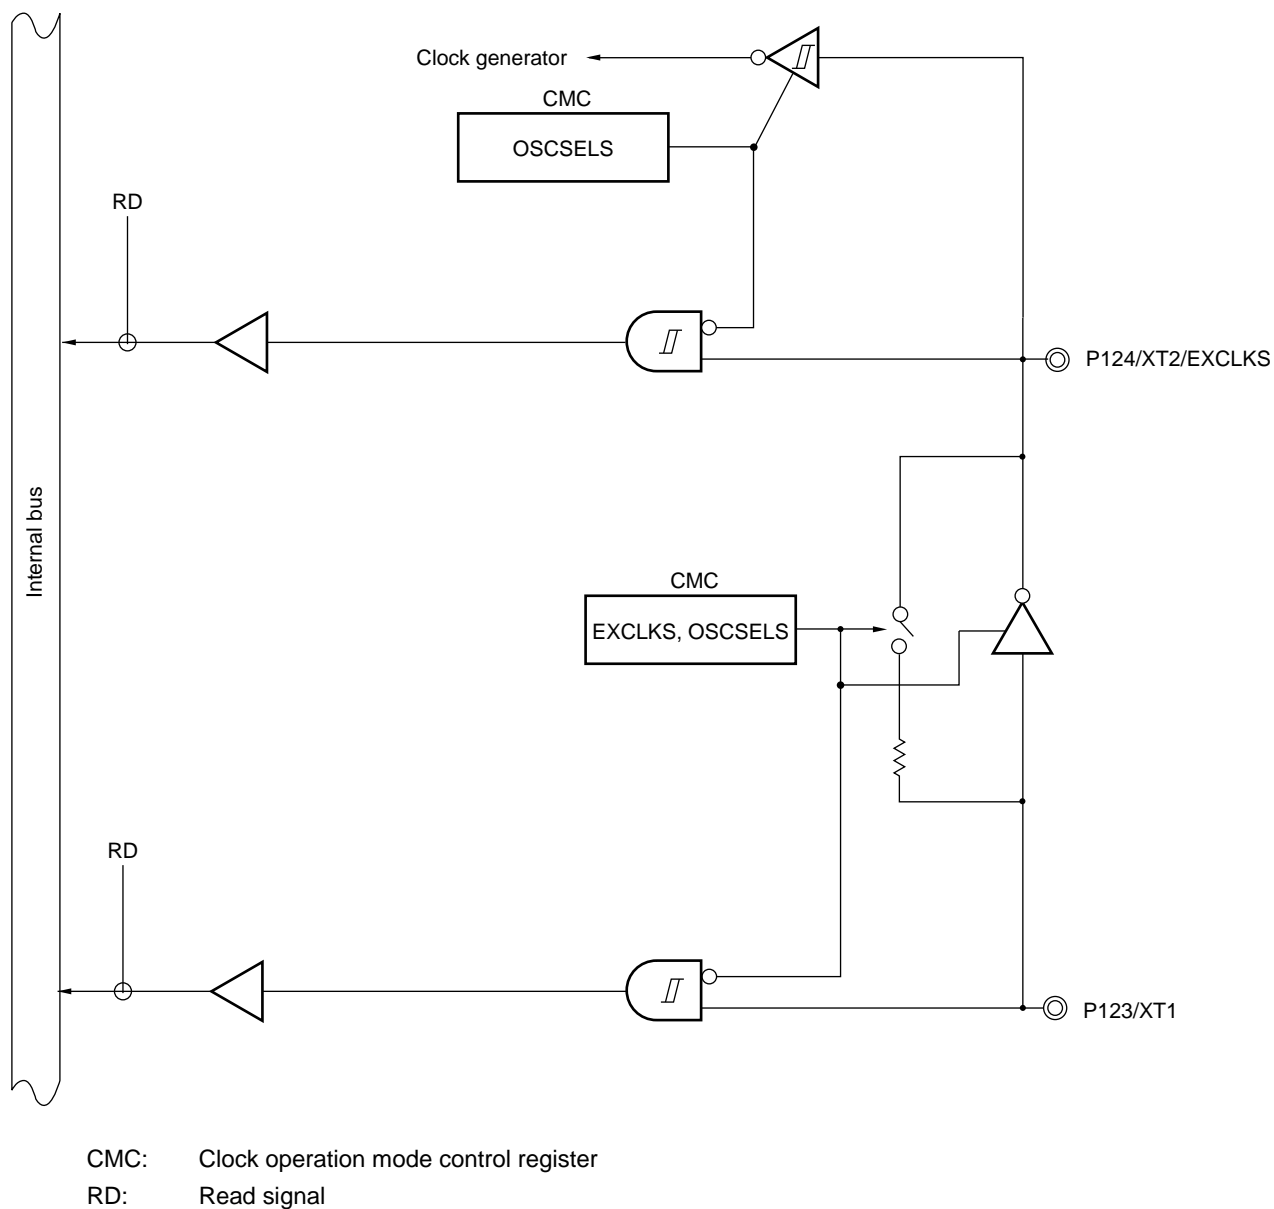 Clock generator
CMC
OSCSELS
RD
P124/XT2/EXCLKS
Internal bus
CMC
EXCLKS, OSCSELS
RD
P123/XT1
CMC: Clock operation mode control register
RD: Read signal